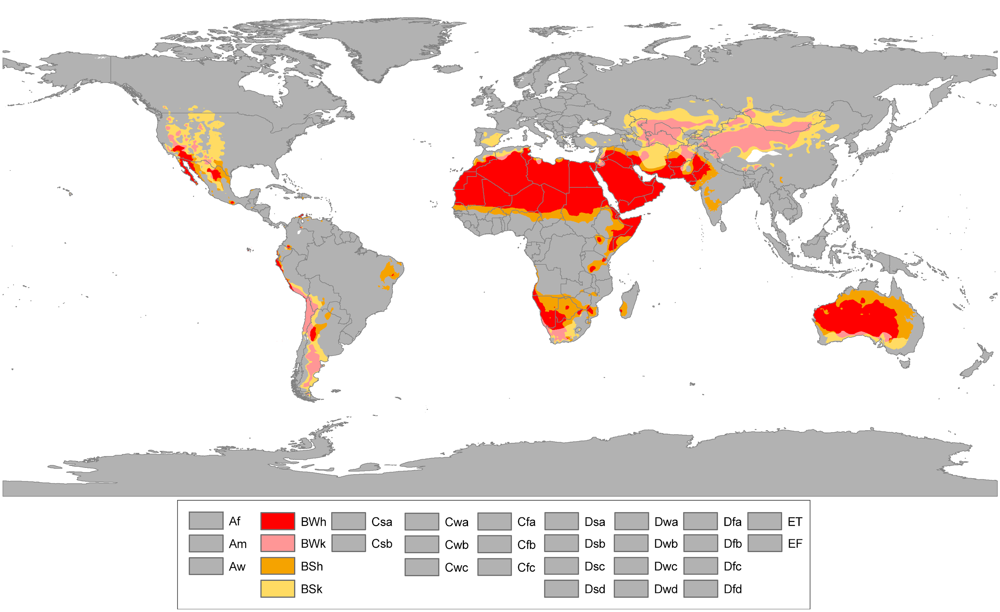 Af BWh Csa Cwa Cfa Dsa Dwa Dfa ET
Am BWk Csb Cwb Cfb Dsb Dwb Dfb EF
Aw BSh Cwc Cfc Dsc Dwc Dfc
BSk Dsd Dwd Dfd